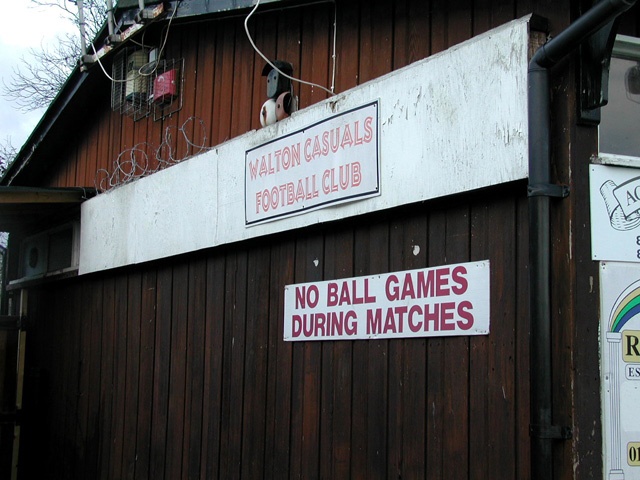 WALTON CASUALS
FOOTBALL CLUB
NO BALL GAMES
DURING MATCHES